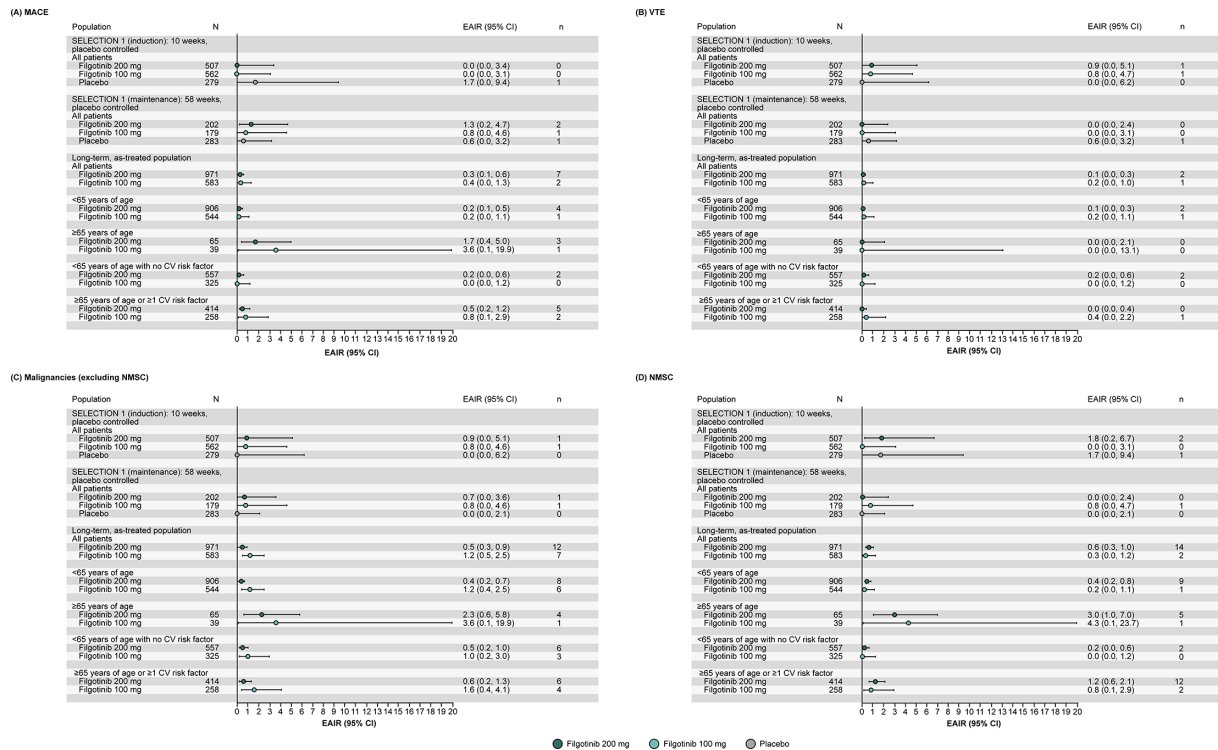 (A) MACE
Population N EAIR (95% CI) n
SELECTION 1 (induction): 10 weeks,
placebo controlled
All patients
Filgotinib 200 mg 507 0.0 (0.0, 3.4) 0
Filgotinib 100 mg 562 0.0 (0.0, 3.1) 0
Placebo 279 1.7 (0.0, 9.4) 1
SELECTION 1 (maintenance): 58 weeks,
placebo controlled
All patients
Filgotinib 200 mg 202 1.3 (0.2, 4.7) 2
Filgotinib 100 mg 179 0.8 (0.0, 4.6) 1
Placebo 283 0.6 (0.0, 3.2) 1
Long-term, as-treated population
All patients
Filgotinib 200 mg 971 0.3 (0.1, 0.6) 7
Filgotinib 100 mg 583 0.4 (0.0, 1.3) 2
<65 years of age
Filgotinib 200 mg 906 0.2 (0.1, 0.5) 4
Filgotinib 100 mg 544 0.2 (0.0, 1.1) 1
≥65 years of age
Filgotinib 200 mg 65 1.7 (0.4, 5.0) 3
Filgotinib 100 mg 39 3.6 (0.1, 19.9) 1
<65 years of age with no CV risk factor
Filgotinib 200 mg 557 0.2 (0.0, 0.6) 2
Filgotinib 100 mg 325 0.0 (0.0, 1.2) 0
≥65 years of age or ≥1 CV risk factor
Filgotinib 200 mg 414 0.5 (0.2, 1.2) 5
Filgotinib 100 mg 258 0.8 (0.1, 2.9) 2
0 1 2 3 4 5 6 7 8 9 10 11 12 13 14 15 16 17 18 19 20
EAIR (95% CI)
(B) VTE
Population N EAIR (95% CI) n
SELECTION 1 (induction): 10 weeks,
placebo controlled
All patients
Filgotinib 200 mg 507 0.9 (0.0, 5.1) 1
Filgotinib 100 mg 562 0.8 (0.0, 4.7) 1
Placebo 279 0.0 (0.0, 6.2) 0
SELECTION 1 (maintenance): 58 weeks,
placebo controlled
All patients
Filgotinib 200 mg 202 0.0 (0.0, 2.4) 0
Filgotinib 100 mg 179 0.0 (0.0, 3.1) 0
Placebo 283 0.6 (0.0, 3.2) 1
Long-term, as-treated population
All patients
Filgotinib 200 mg 971 0.1 (0.0, 0.3) 2
Filgotinib 100 mg 583 0.2 (0.0, 1.0) 1
<65 years of age
Filgotinib 200 mg 906 0.1 (0.0, 0.3) 2
Filgotinib 100 mg 544 0.2 (0.0, 1.1) 1
≥65 years of age
Filgotinib 200 mg 65 0.0 (0.0, 2.1) 0
Filgotinib 100 mg 39 0.0 (0.0, 13.1) 0
<65 years of age with no CV risk factor
Filgotinib 200 mg 557 0.2 (0.0, 0.6) 2
Filgotinib 100 mg 325 0.0 (0.0, 1.2) 0
≥65 years of age or ≥1 CV risk factor
Filgotinib 200 mg 414 0.0 (0.0, 0.4) 0
Filgotinib 100 mg 258 0.4 (0.0, 2.2) 1
0 1 2 3 4 5 6 7 8 9 10 11 12 13 14 15 16 17 18 19 20
EAIR (95% CI)
(C) Malignancies (excluding NMSC)
Population N EAIR (95% CI) n
SELECTION 1 (induction): 10 weeks,
placebo controlled
All patients
Filgotinib 200 mg 507 0.9 (0.0, 5.1) 1
Filgotinib 100 mg 562 0.8 (0.0, 4.6) 1
Placebo 279 0.0 (0.0, 6.2) 0
SELECTION 1 (maintenance): 58 weeks,
placebo controlled
All patients
Filgotinib 200 mg 202 0.7 (0.0, 3.6) 1
Filgotinib 100 mg 179 0.8 (0.0, 4.6) 1
Placebo 283 0.0 (0.0, 2.1) 0
Long-term, as-treated population
All patients
Filgotinib 200 mg 971 0.5 (0.3, 0.9) 12
Filgotinib 100 mg 583 1.2 (0.5, 2.5) 7
<65 years of age
Filgotinib 200 mg 906 0.4 (0.2, 0.7) 8
Filgotinib 100 mg 544 1.2 (0.4, 2.5) 6
≥65 years of age
Filgotinib 200 mg 65 2.3 (0.6, 5.8) 4
Filgotinib 100 mg 39 3.6 (0.1, 19.9) 1
<65 years of age with no CV risk factor
Filgotinib 200 mg 557 0.5 (0.2, 1.0) 6
Filgotinib 100 mg 325 1.0 (0.2, 3.0) 3
≥65 years of age or ≥1 CV risk factor
Filgotinib 200 mg 414 0.6 (0.2, 1.3) 6
Filgotinib 100 mg 258 1.6 (0.4, 4.1) 4
0 1 2 3 4 5 6 7 8 9 10 11 12 13 14 15 16 17 18 19 20
EAIR (95% CI)
(D) NMSC
Population N EAIR (95% CI) n
SELECTION 1 (induction): 10 weeks,
placebo controlled
All patients
Filgotinib 200 mg 507 1.8 (0.2, 6.7) 2
Filgotinib 100 mg 562 0.0 (0.0, 3.1) 0
Placebo 279 1.7 (0.0, 9.4) 1
SELECTION 1 (maintenance): 58 weeks,
placebo controlled
All patients
Filgotinib 200 mg 202 0.0 (0.0, 2.4) 0
Filgotinib 100 mg 179 0.8 (0.0, 4.7) 1
Placebo 283 0.0 (0.0, 2.1) 0
Long-term, as-treated population
All patients
Filgotinib 200 mg 971 0.6 (0.3, 1.0) 14
Filgotinib 100 mg 583 0.3 (0.0, 1.2) 2
<65 years of age
Filgotinib 200 mg 906 0.4 (0.2, 0.8) 9
Filgotinib 100 mg 544 0.2 (0.0, 1.1) 1
≥65 years of age
Filgotinib 200 mg 65 3.0 (1.0, 7.0) 5
Filgotinib 100 mg 39 4.3 (0.1, 23.7) 1
<65 years of age with no CV risk factor
Filgotinib 200 mg 557 0.2 (0.0, 0.6) 2
Filgotinib 100 mg 325 0.0 (0.0, 1.2) 0
≥65 years of age or ≥1 CV risk factor
Filgotinib 200 mg 414 1.2 (0.6, 2.1) 12
Filgotinib 100 mg 258 0.8 (0.1, 2.9) 2
0 1 2 3 4 5 6 7 8 9 10 11 12 13 14 15 16 17 18 19 20
EAIR (95% CI)
Filgotinib 200 mg Filgotinib 100 mg Placebo